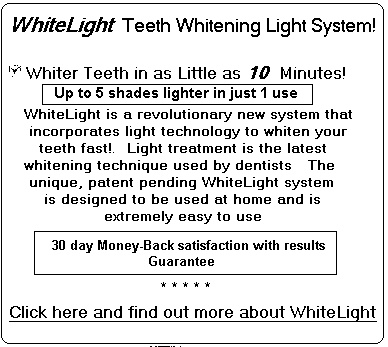 WhiteLight Teeth Whitening Light System!
Whiter Teeth in as Little as 10 Minutes!
Up to 5 shades lighter in just 1 use
WhiteLight is a revolutionary new system that
incorporates light technology to whiten your
teeth fast!. Light treatment is the latest
whitening technique used by dentists The
unique, patent pending WhiteLight system
is designed to be used at home and is
extremely easy to use
30 day Money-Back satisfaction with results
Guarantee
* * * * *
Click here and find out more about WhiteLight